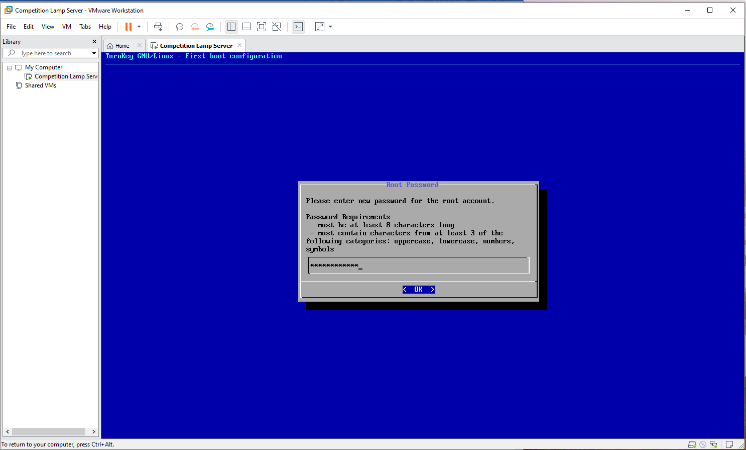 Competition Lamp Server - VMware Workstation
File Edit View VM Tabs Help
Library
Type here to search
Home
Competition Lamp Server
My Computer
Competition Lamp Serv
Shared VMs
TurnKey GNU/Linux - First boot configuration
Root Password
Please enter new password for the root account.
Password Requirements
- must be at least 8 characters long
- must contain characters from at least 3 of the
following categories: uppercase, lowercase, numbers,
symbols
************_
< OK >
To return to your computer, press Ctrl+Alt.